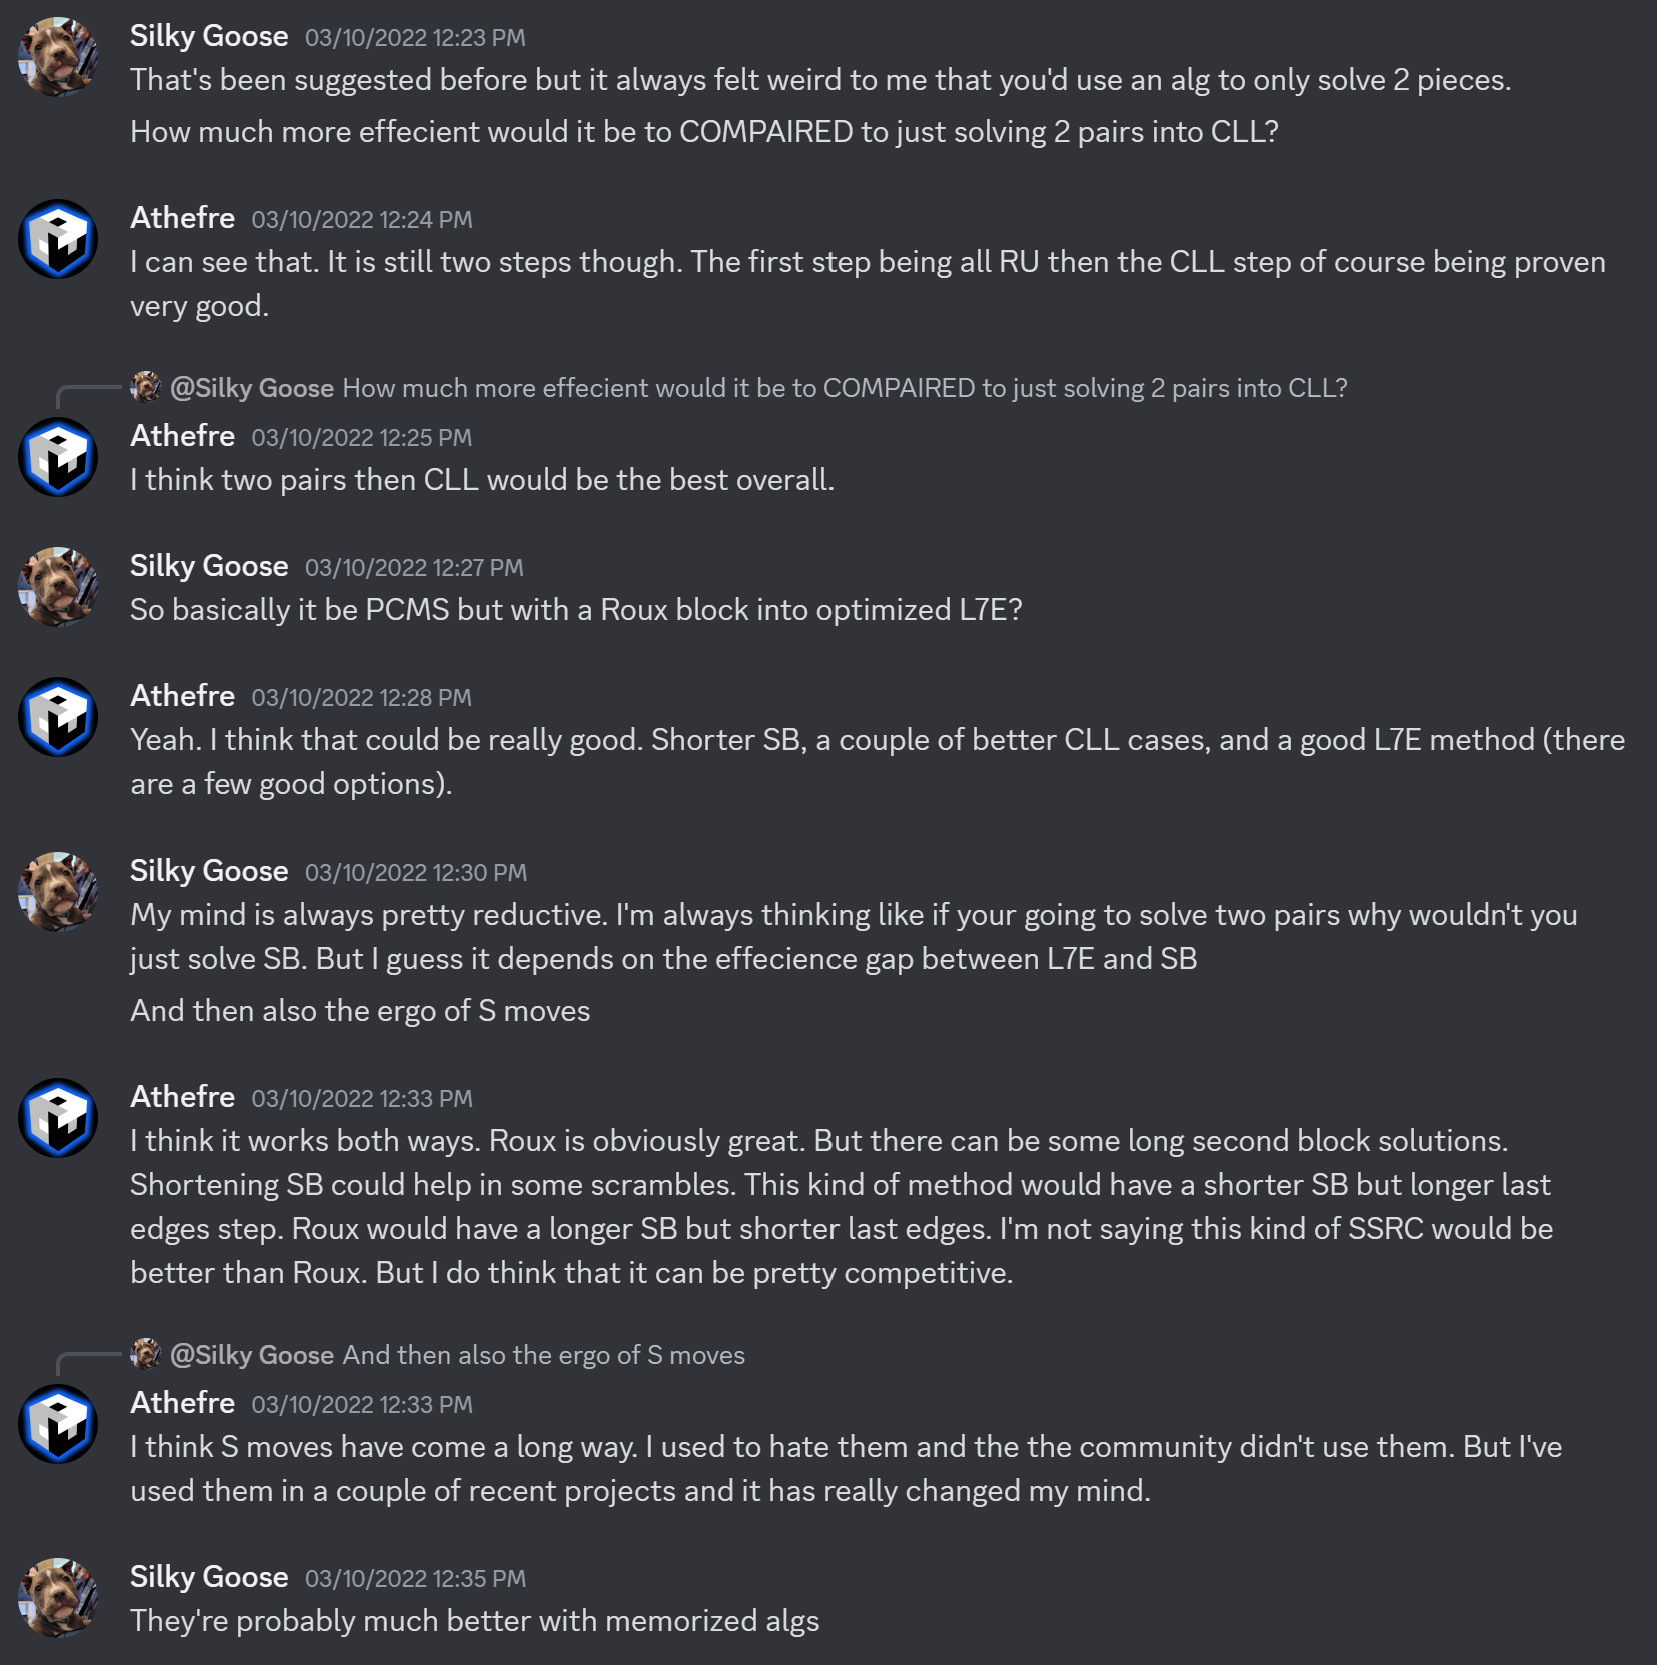 Silky Goose 03/10/2022 12:23 PM
That's been suggested before but it always felt weird to me that you'd use an alg to only solve 2 pieces.
How much more effecient would it be to COMPAIRED to just solving 2 pairs into CLL?
Athefre 03/10/2022 12:24 PM
I can see that. It is still two steps though. The first step being all RU then the CLL step of course being proven
very good.
@Silky Goose How much more effecient would it be to COMPAIRED to just solving 2 pairs into CLL?
Athefre 03/10/2022 12:25 PM
I think two pairs then CLL would be the best overall.
Silky Goose 03/10/2022 12:27 PM
So basically it be PCMS but with a Roux block into optimized L7E?
Athefre 03/10/2022 12:28 PM
Yeah. I think that could be really good. Shorter SB, a couple of better CLL cases, and a good L7E method (there
are a few good options).
Silky Goose 03/10/2022 12:30 PM
My mind is always pretty reductive. I'm always thinking like if your going to solve two pairs why wouldn't you
just solve SB. But I guess it depends on the effecience gap between L7E and SB
And then also the ergo of S moves
Athefre 03/10/2022 12:33 PM
I think it works both ways. Roux is obviously great. But there can be some long second block solutions.
Shortening SB could help in some scrambles. This kind of method would have a shorter SB but longer last
edges step. Roux would have a longer SB but shorter last edges. I'm not saying this kind of SSRC would be
better than Roux. But I do think that it can be pretty competitive.
@Silky Goose And then also the ergo of S moves
Athefre 03/10/2022 12:33 PM
I think S moves have come a long way. I used to hate them and the the community didn't use them. But I've
used them in a couple of recent projects and it has really changed my mind.
Silky Goose 03/10/2022 12:35 PM
They're probably much better with memorized algs